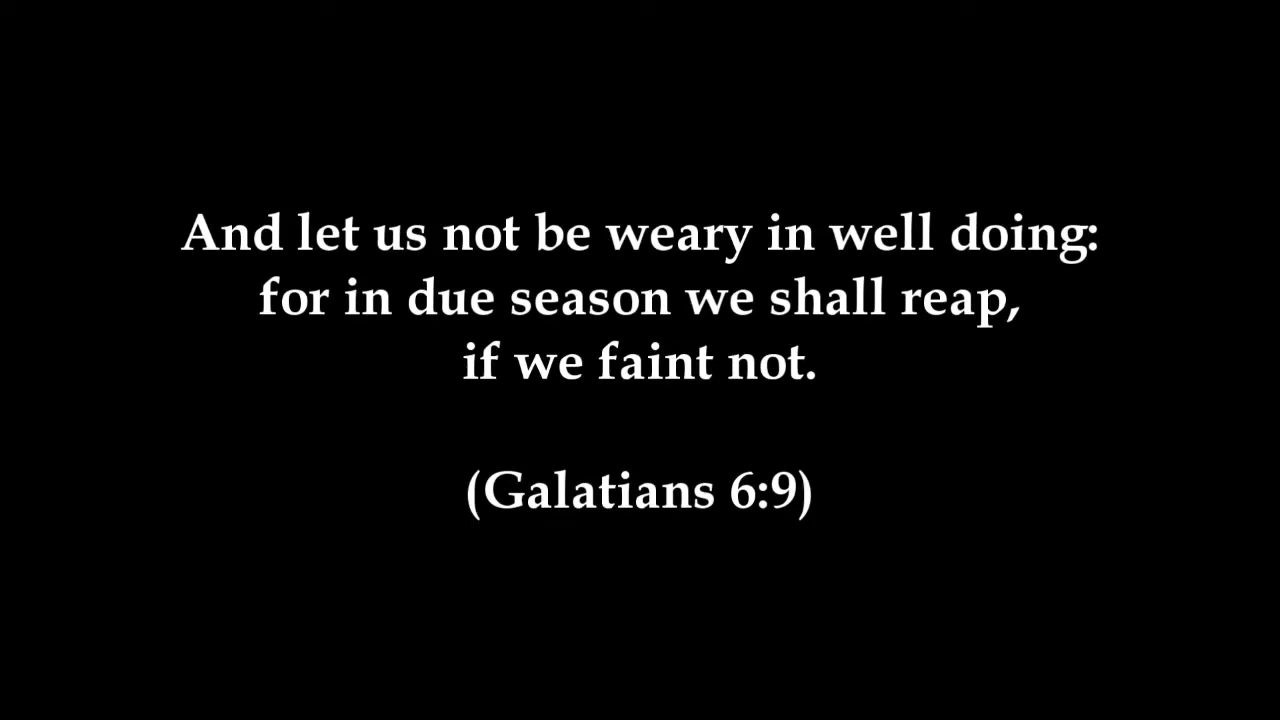 And let us not be weary in well doing:
for in due season we shall reap,
if we faint not.
(Galatians 6:9)